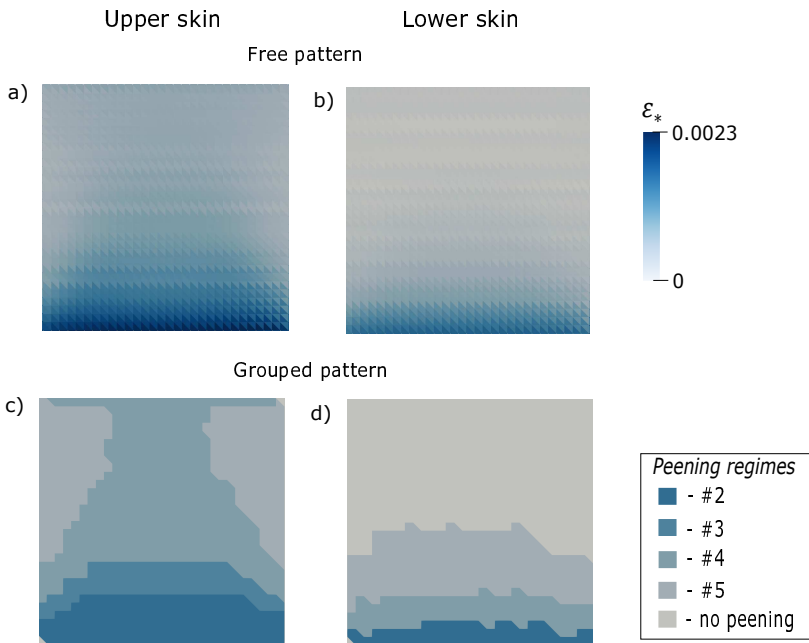 Upper skin
Lower skin
Free pattern
a)
b)
ε*
0.0023
0
Grouped pattern
c)
d)
Peening regimes
- #2
- #3
- #4
- #5
- no peening